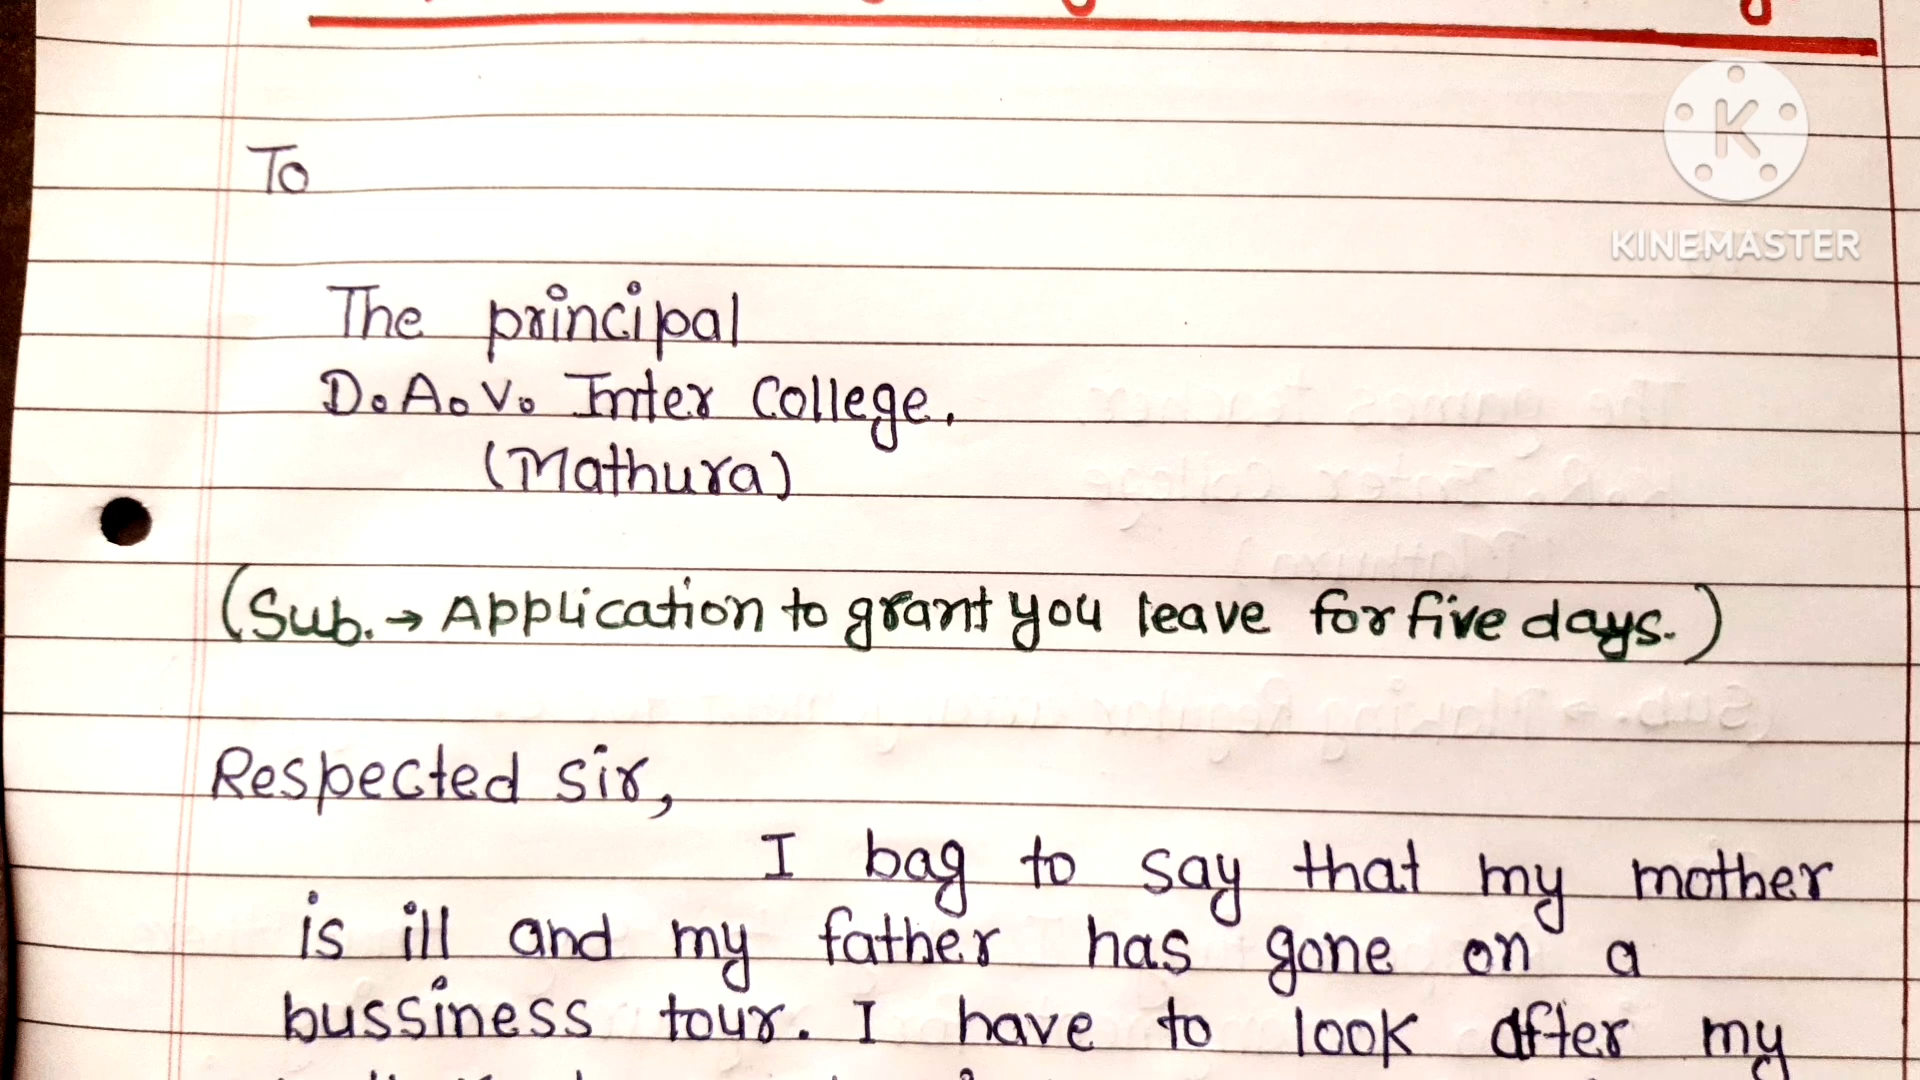 To
KINEMASTER
The principal
D.A.V. Inter College.
(Mathura)
(Sub. → Application to grant you leave for five days.)
Respected sir,
I bag to say that my mother
is ill and my father has gone on a
bussiness tour. I have to look after my